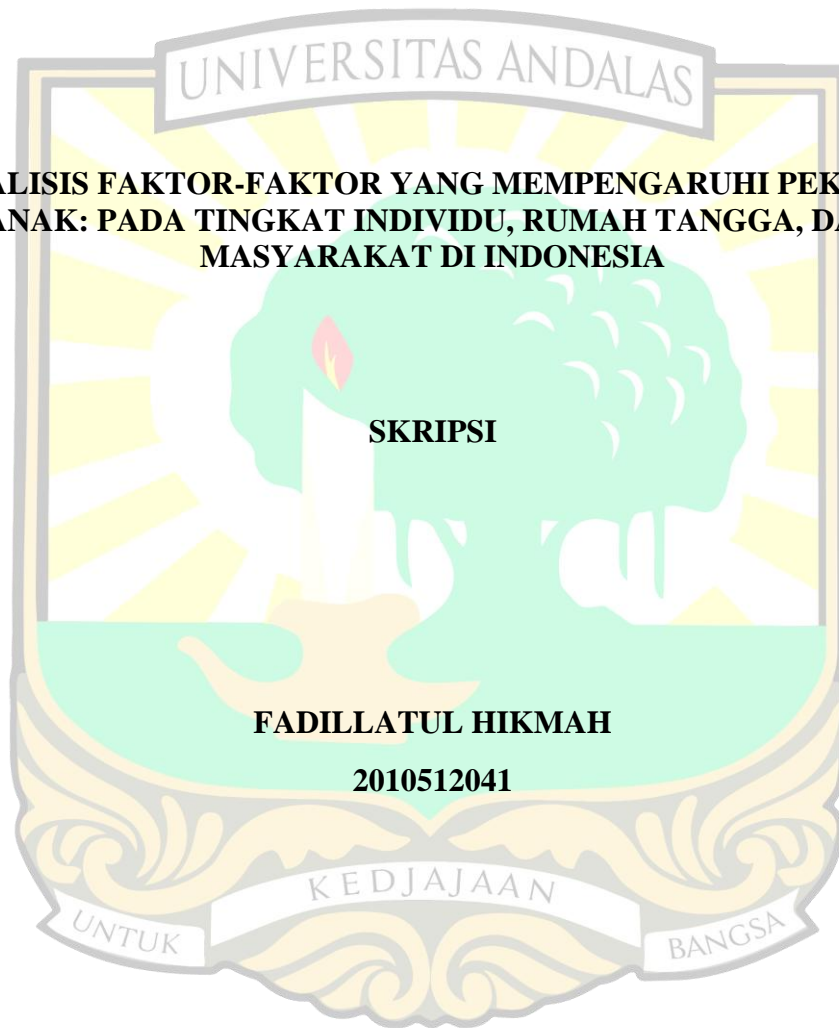 UNIVERSITAS ANDALAS
ALISIS FAKTOR-FAKTOR YANG MEMPENGARUHI PEK
ANAK: PADA TINGKAT INDIVIDU, RUMAH TANGGA, DA
MASYARAKAT DI INDONESIA
SKRIPSI
FADILLATUL HIKMAH
2010512041
UNTUK KEDJAJAAN BANGSA